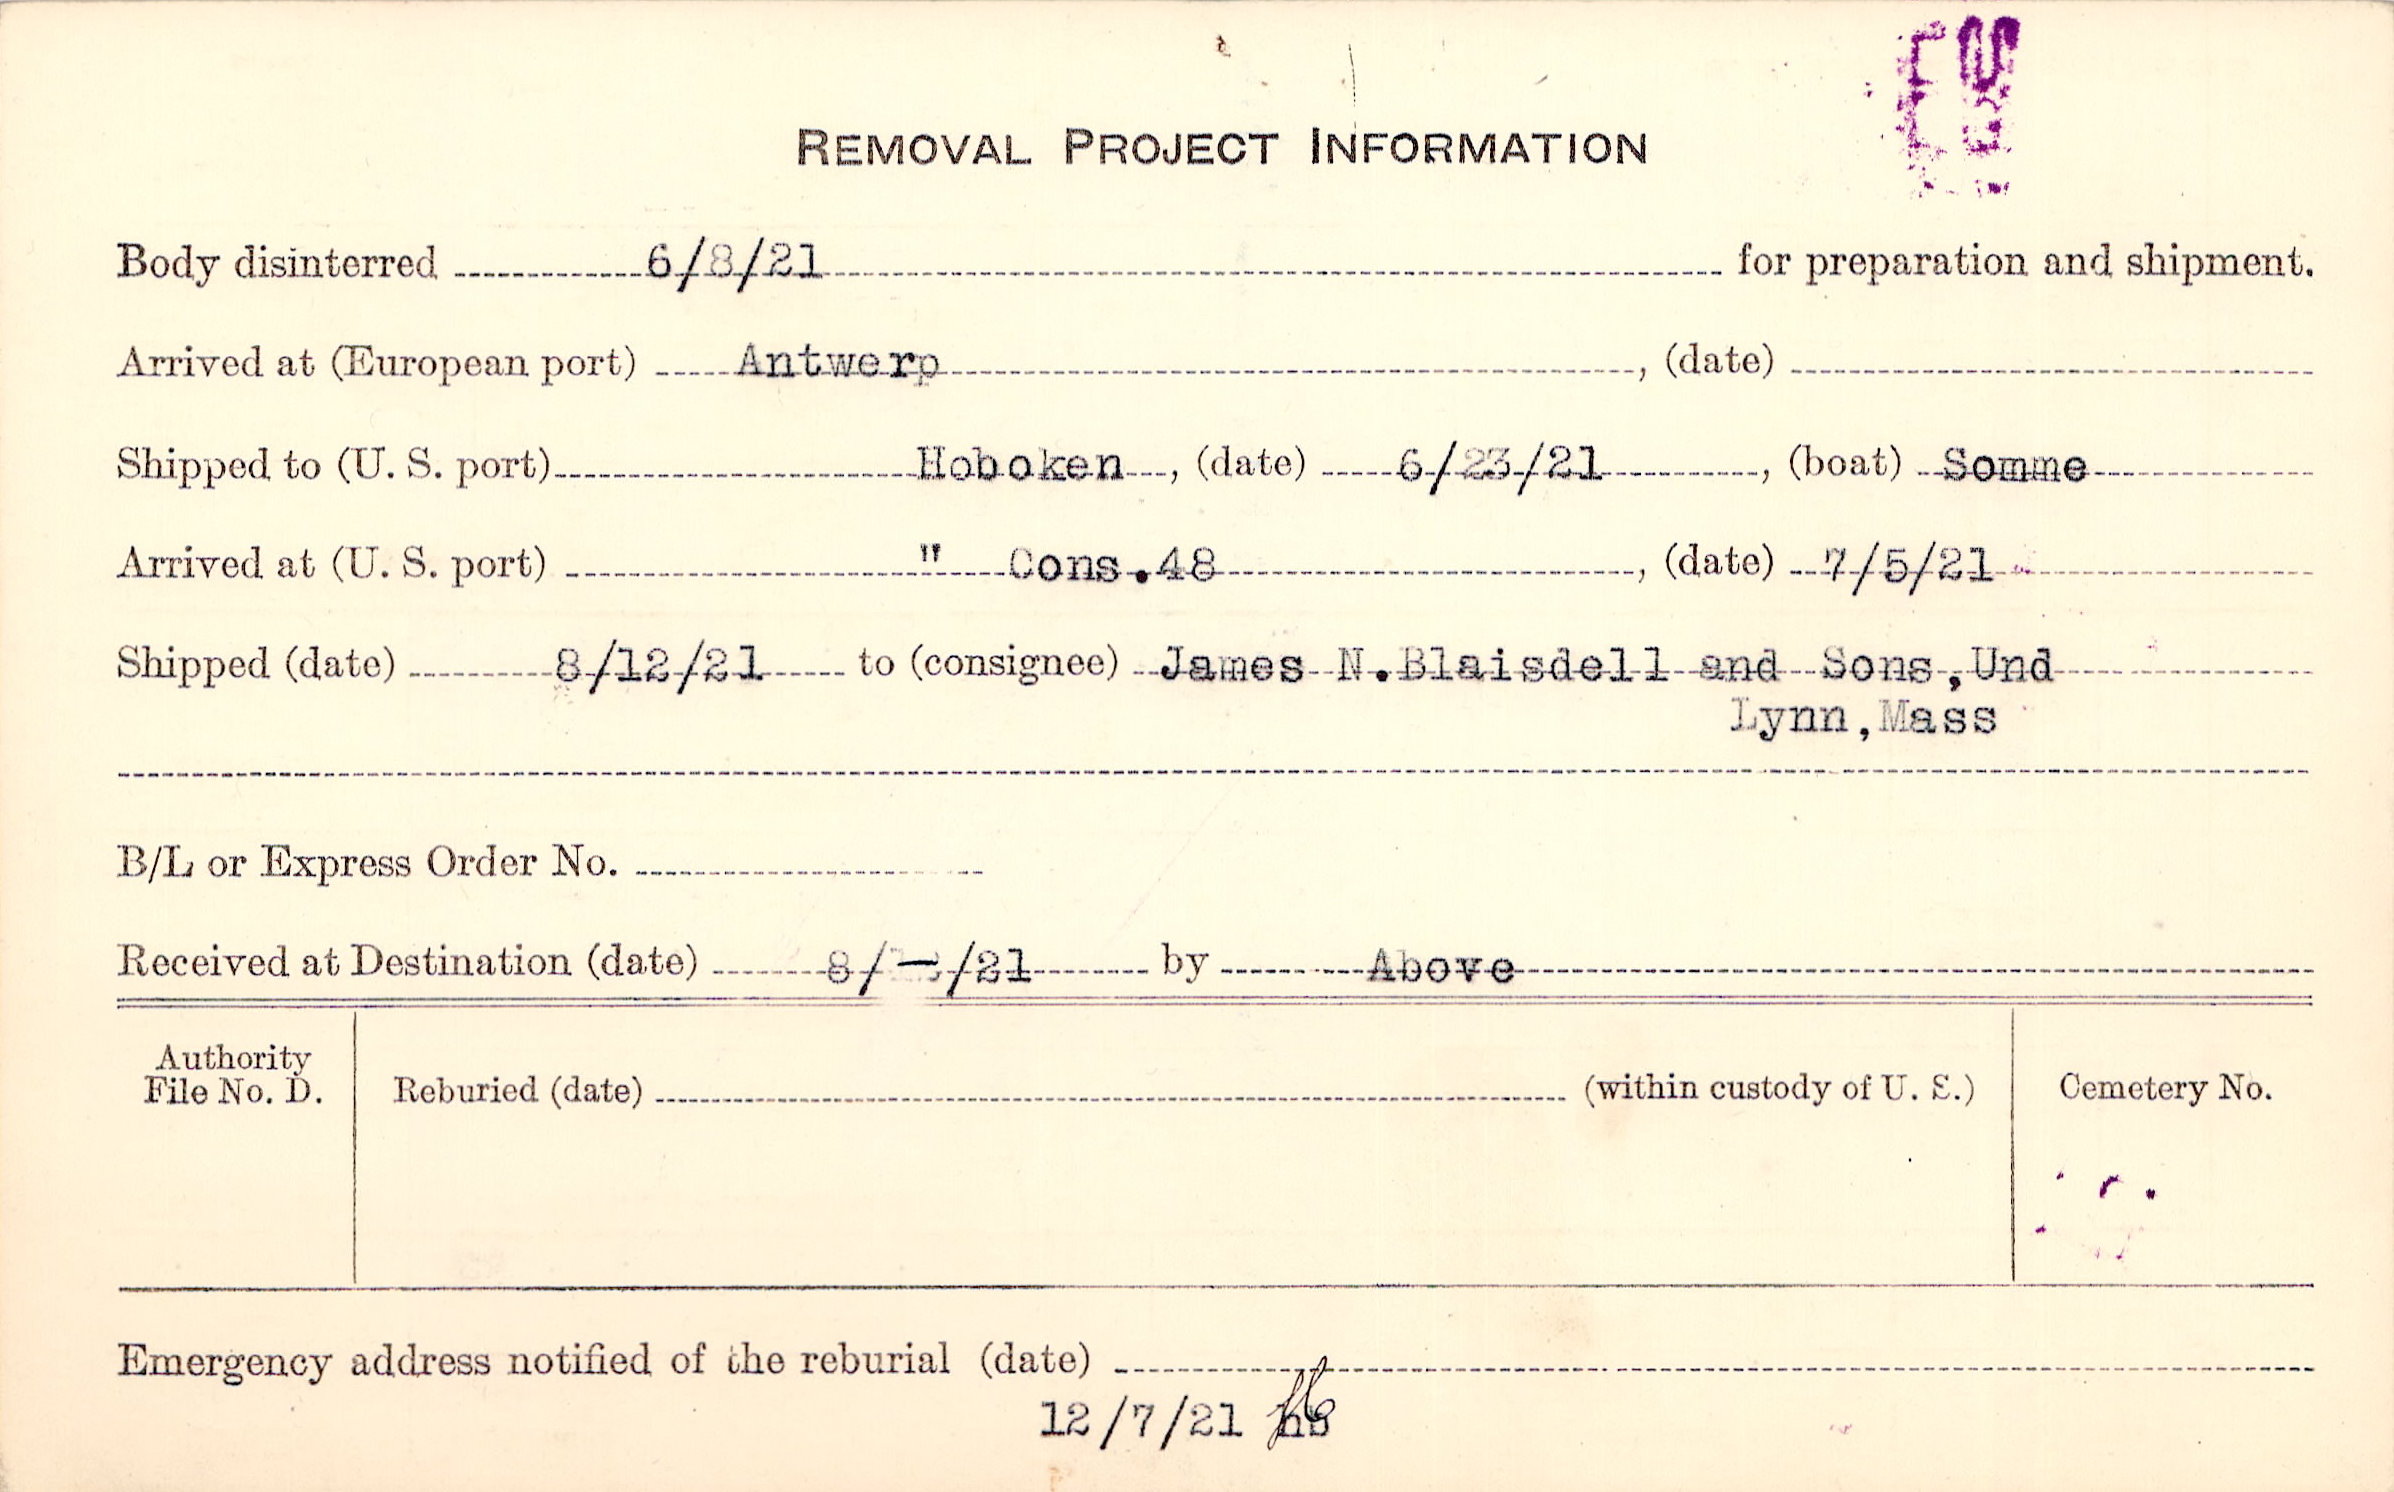 REMOVAL PROJECT INFORMATION
Body disinterred 6/8/21 for preparation and shipment.
Arrived at (European port) Antwerp, (date)
Shipped to (U. S. port) Hoboken, (date) 6/23/21, (boat) Somme
Arrived at (U. S. port) " Cons.48, (date) 7/5/21
Shipped (date) 8/12/21 to (consignee) James N.Blaisdell and Sons,Und
Lynn,Mass
B/L or Express Order No.
Received at Destination (date) 8/—/21 by Above
Authority
File No. D.
Reburied (date) (within custody of U. S.)
Cemetery No.
Emergency address notified of the reburial (date)
12/7/21 hs